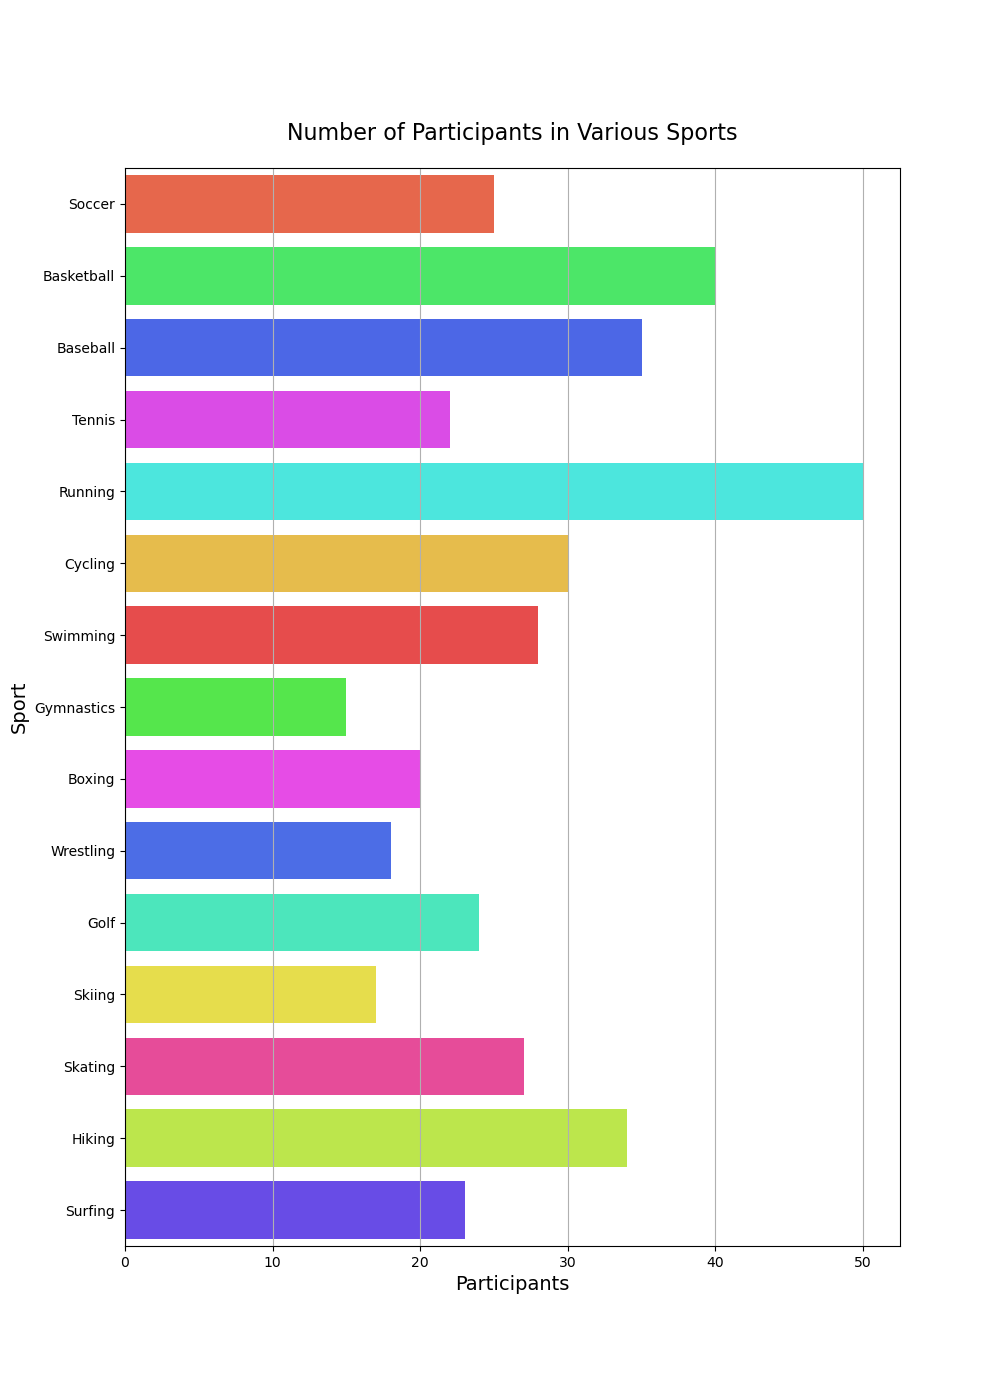 Number of Participants in Various Sports
Soccer
Basketball
Baseball
Tennis
Running
Cycling
Swimming
Gymnastics
Boxing
Wrestling
Golf
Skiing
Skating
Hiking
Surfing
Sport
0 10 20 30 40 50
Participants